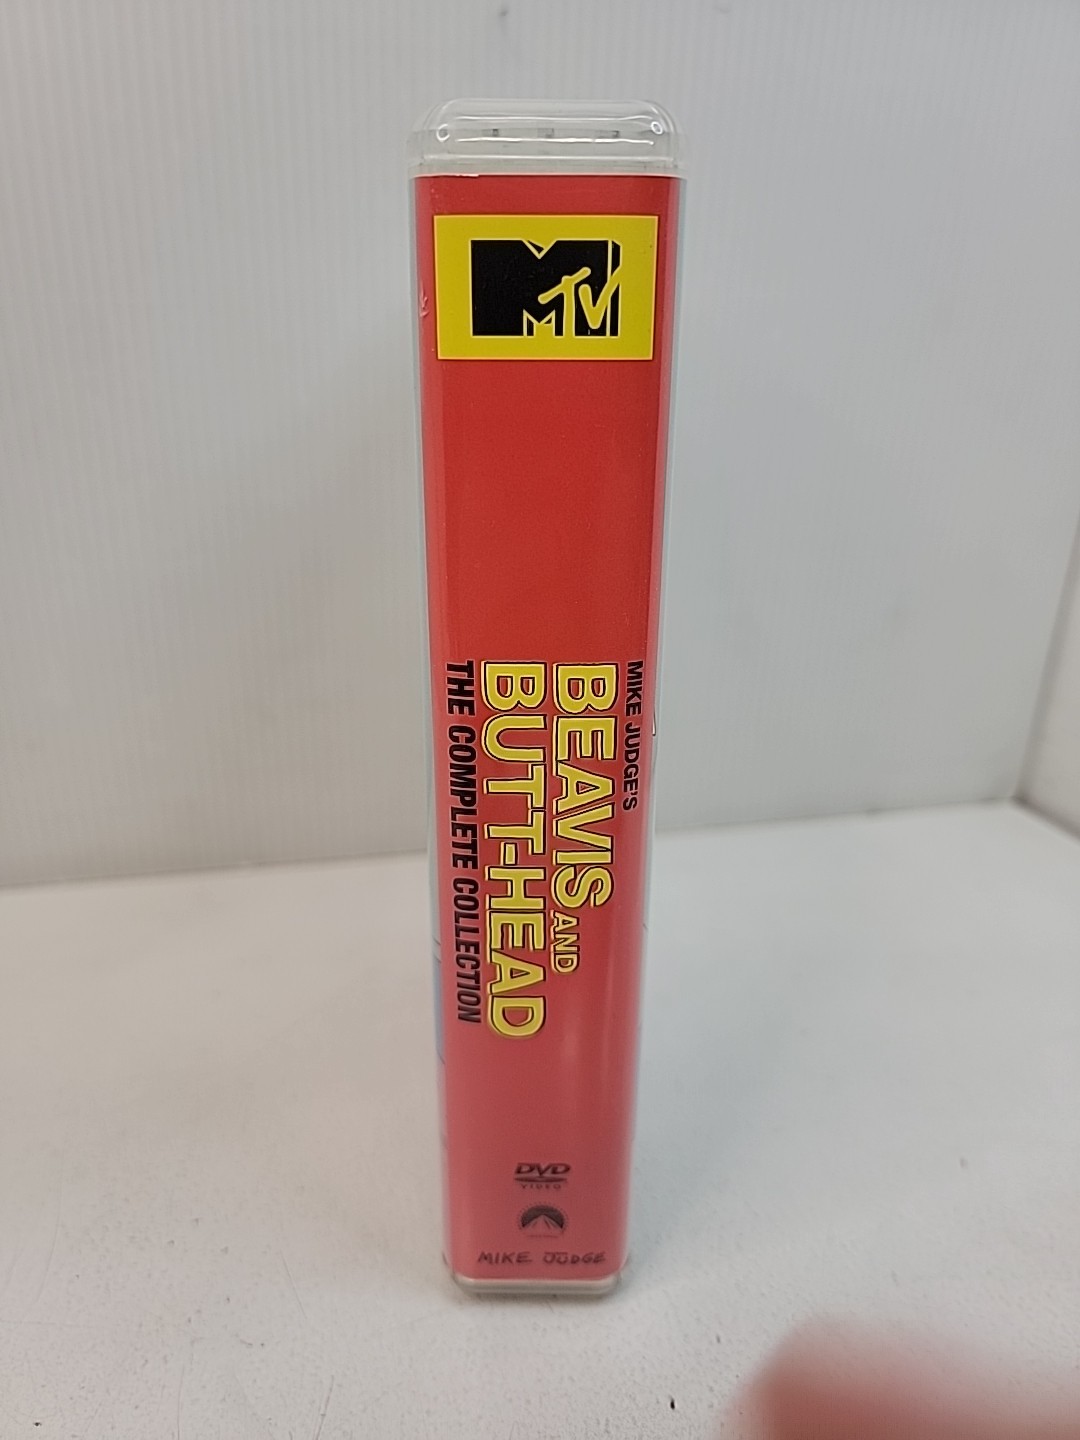 MTV
MIKE JUDGE'S
BEAVIS AND
BUTT-HEAD
THE COMPLETE COLLECTION
DVD
VIDEO
MIKE JUDGE